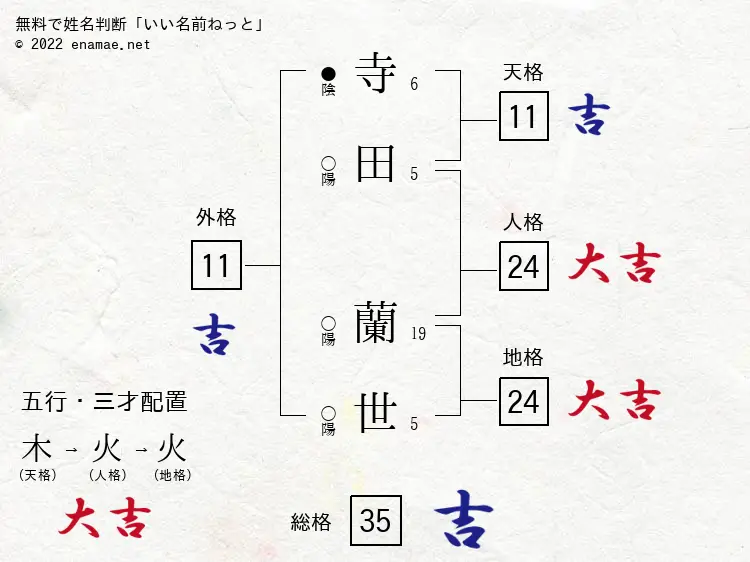 無料で姓名判断「いい名前ねっと」
© 2022 enamae.net
●陰 寺 6
○陽 田 5
○陽 蘭 19
○陽 世 5
天格
11 吉
人格
24 大吉
地格
24 大吉
外格
11
吉
五行・三才配置
木→火→火
(天格) (人格) (地格)
大吉
総格 35 吉